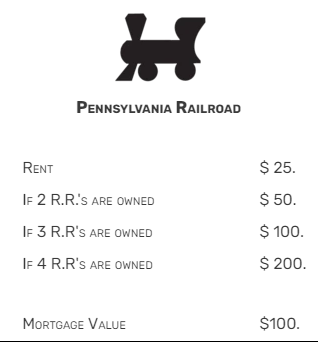 Pennsylvania Railroad
Rent $ 25.
If 2 R.R.'s are owned $ 50.
If 3 R.R's are owned $ 100.
If 4 R.R's are owned $ 200.
Mortgage Value $100.